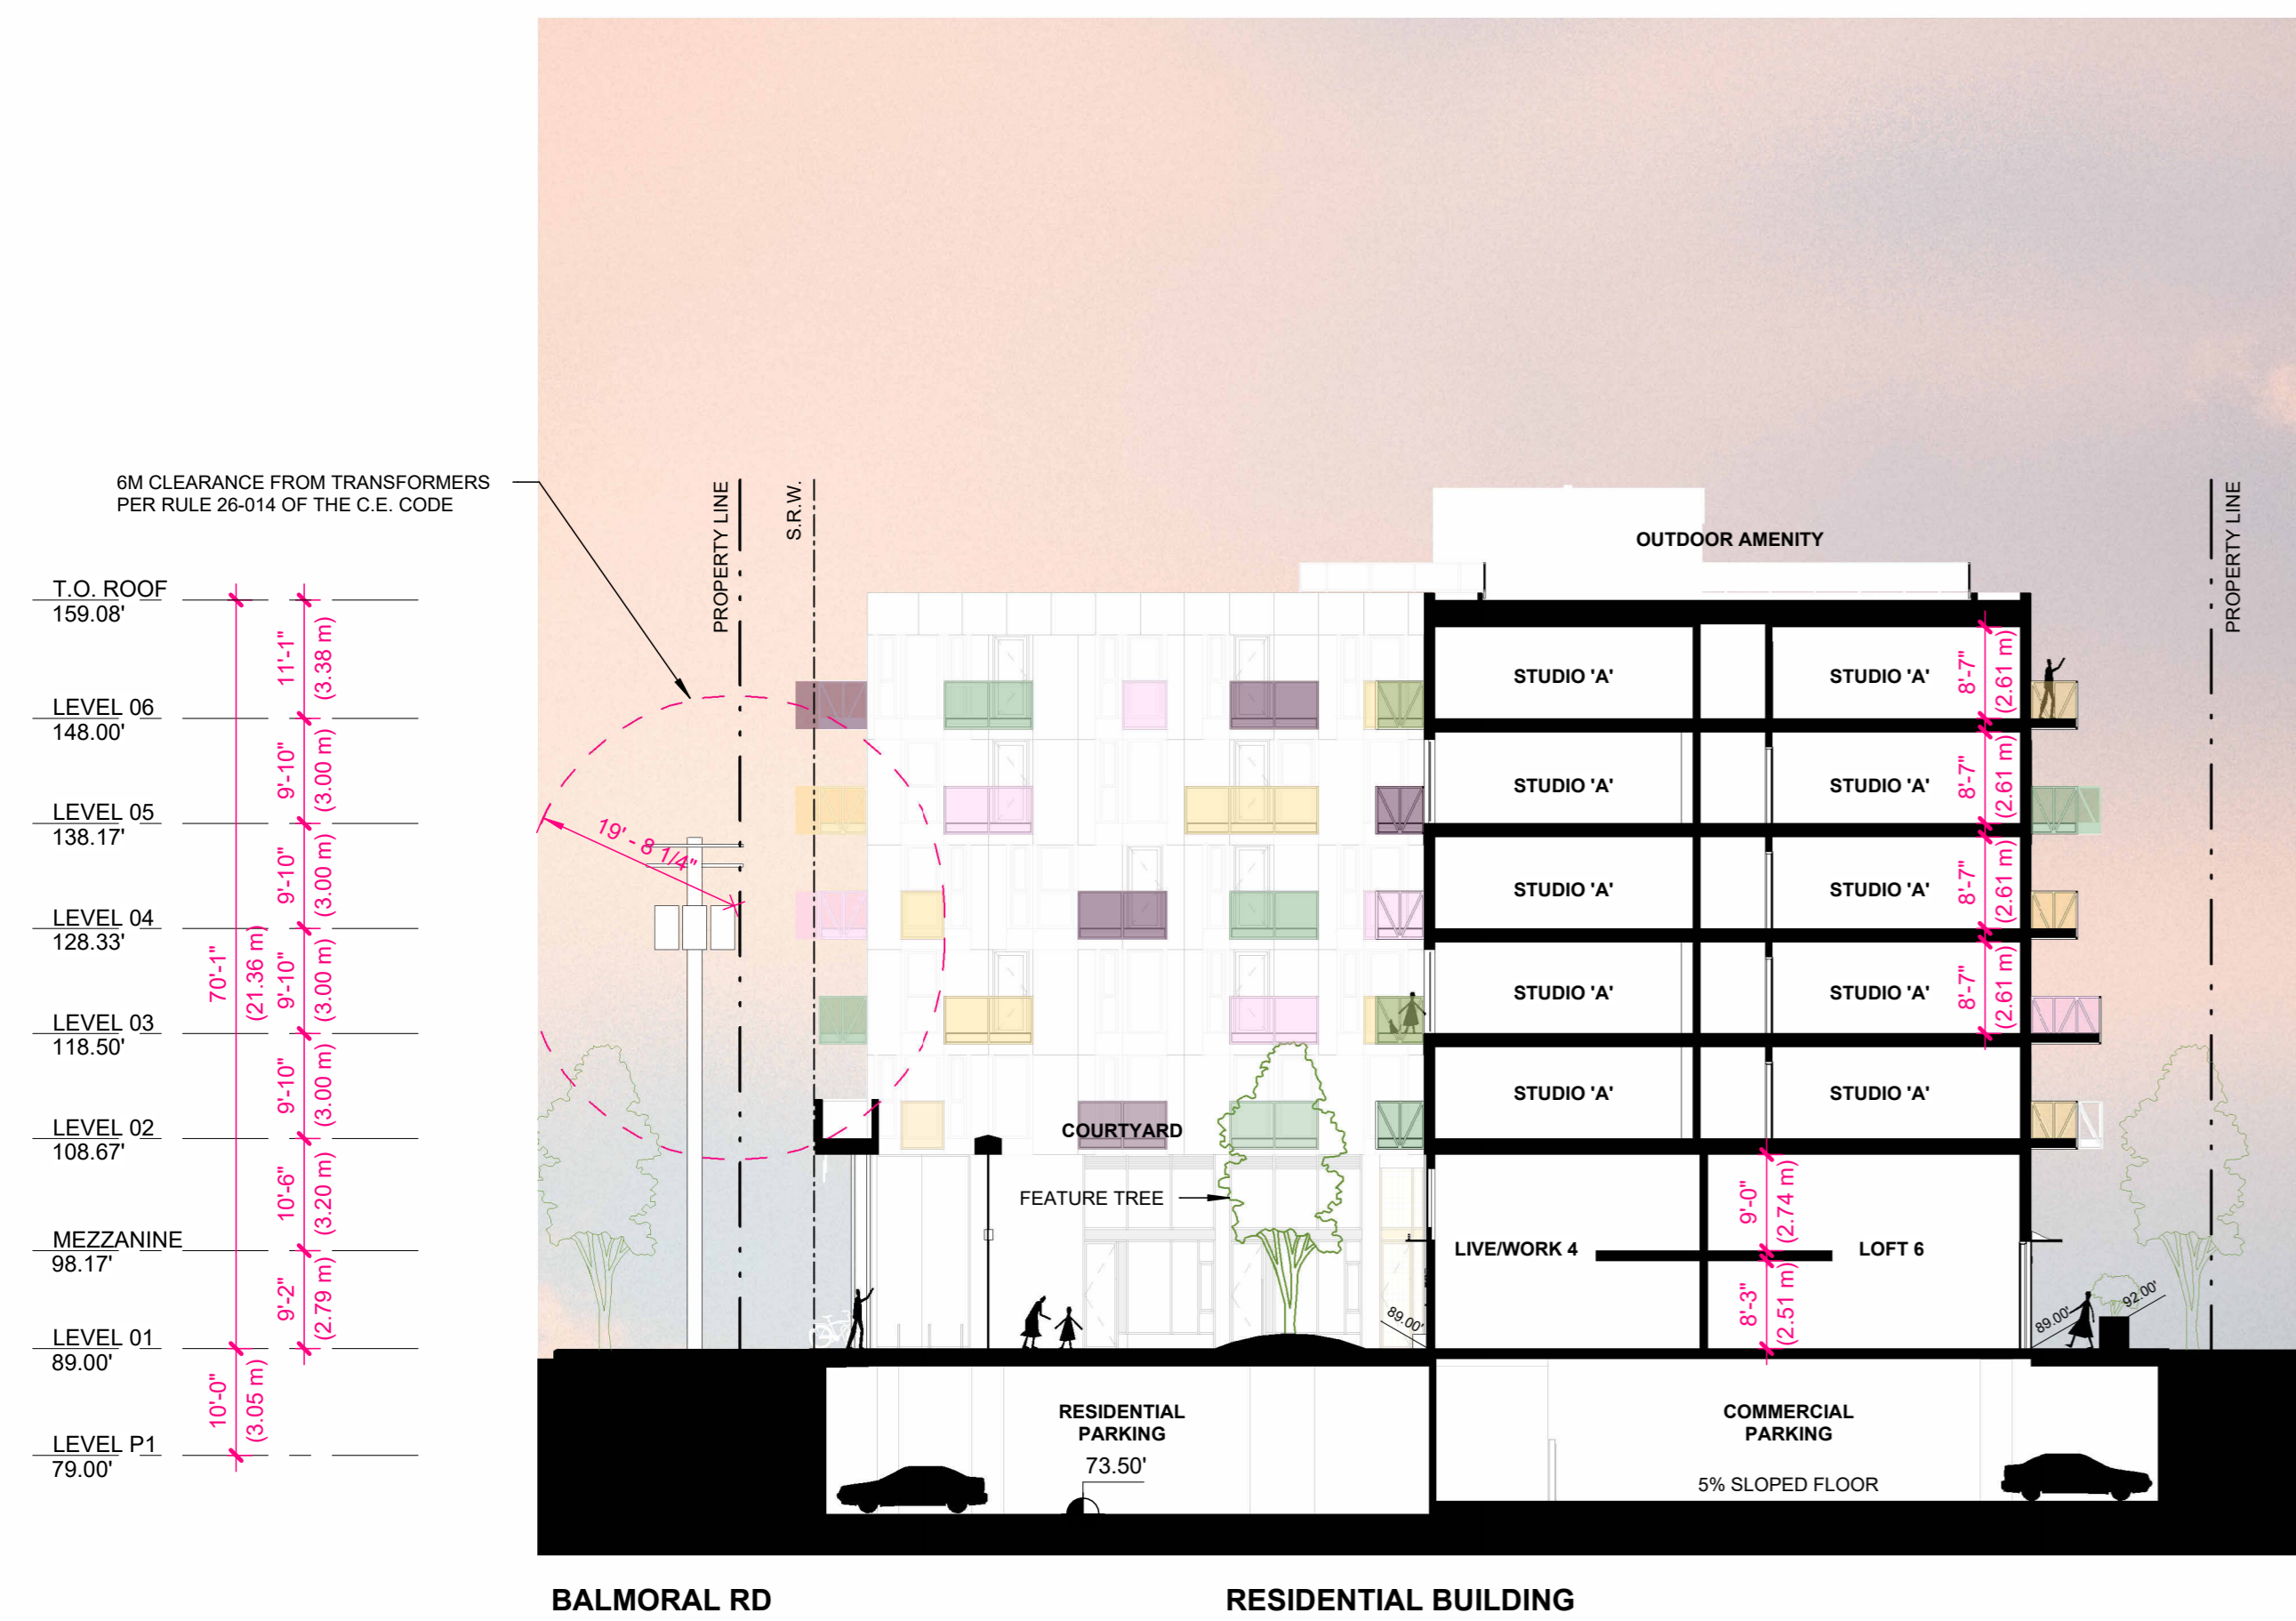 6M CLEARANCE FROM TRANSFORMERS
PER RULE 26-014 OF THE C.E. CODE
PROPERTY LINE
S.R.W.
PROPERTY LINE
OUTDOOR AMENITY
T.O. ROOF
159.08'
LEVEL 06
148.00'
LEVEL 05
138.17'
LEVEL 04
128.33'
LEVEL 03
118.50'
LEVEL 02
108.67'
MEZZANINE
98.17'
LEVEL 01
89.00'
LEVEL P1
79.00'
70'-1"
(21.36 m)
10'-0"
(3.05 m)
11'-1"
(3.38 m)
9'-10"
(3.00 m)
9'-10"
(3.00 m)
9'-10"
(3.00 m)
9'-10"
(3.00 m)
10'-6"
(3.20 m)
9'-2"
(2.79 m)
19' - 8 1/4"
STUDIO 'A'
STUDIO 'A'
8'-7"
(2.61 m)
STUDIO 'A'
STUDIO 'A'
8'-7"
(2.61 m)
STUDIO 'A'
STUDIO 'A'
8'-7"
(2.61 m)
STUDIO 'A'
STUDIO 'A'
8'-7"
(2.61 m)
STUDIO 'A'
STUDIO 'A'
COURTYARD
FEATURE TREE
LIVE/WORK 4
9'-0"
(2.74 m)
LOFT 6
8'-3"
(2.51 m)
89.00'
89.00'
92.00'
RESIDENTIAL
PARKING
73.50'
COMMERCIAL
PARKING
5% SLOPED FLOOR
BALMORAL RD
RESIDENTIAL BUILDING